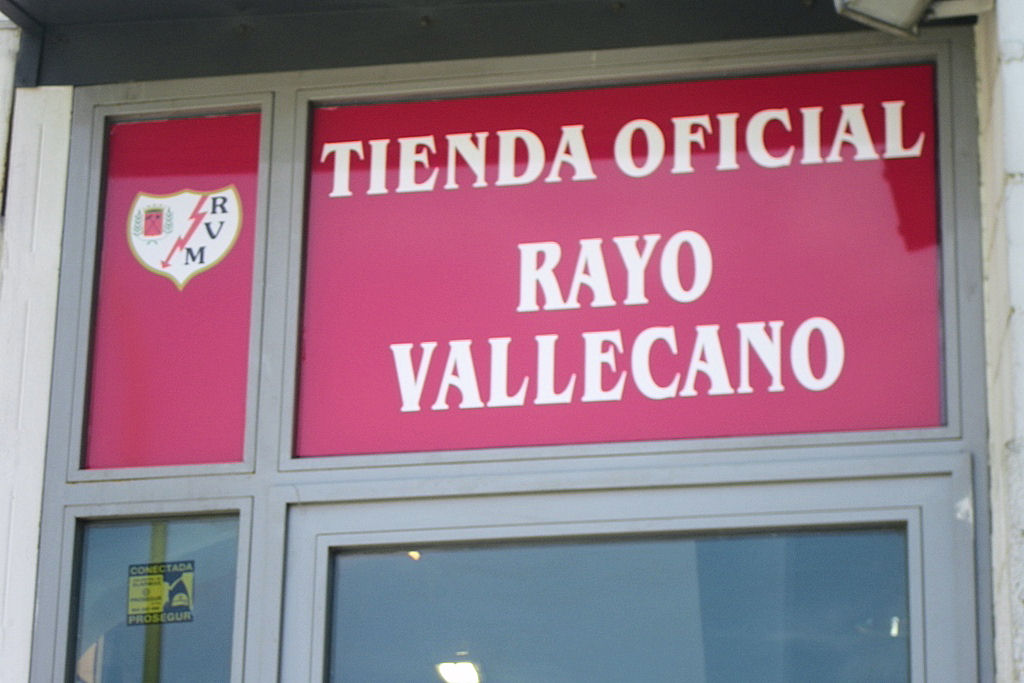 TIENDA OFICIAL
RAYO
VALLECANO
R
V
M
CONECTADA
PROSEGUR